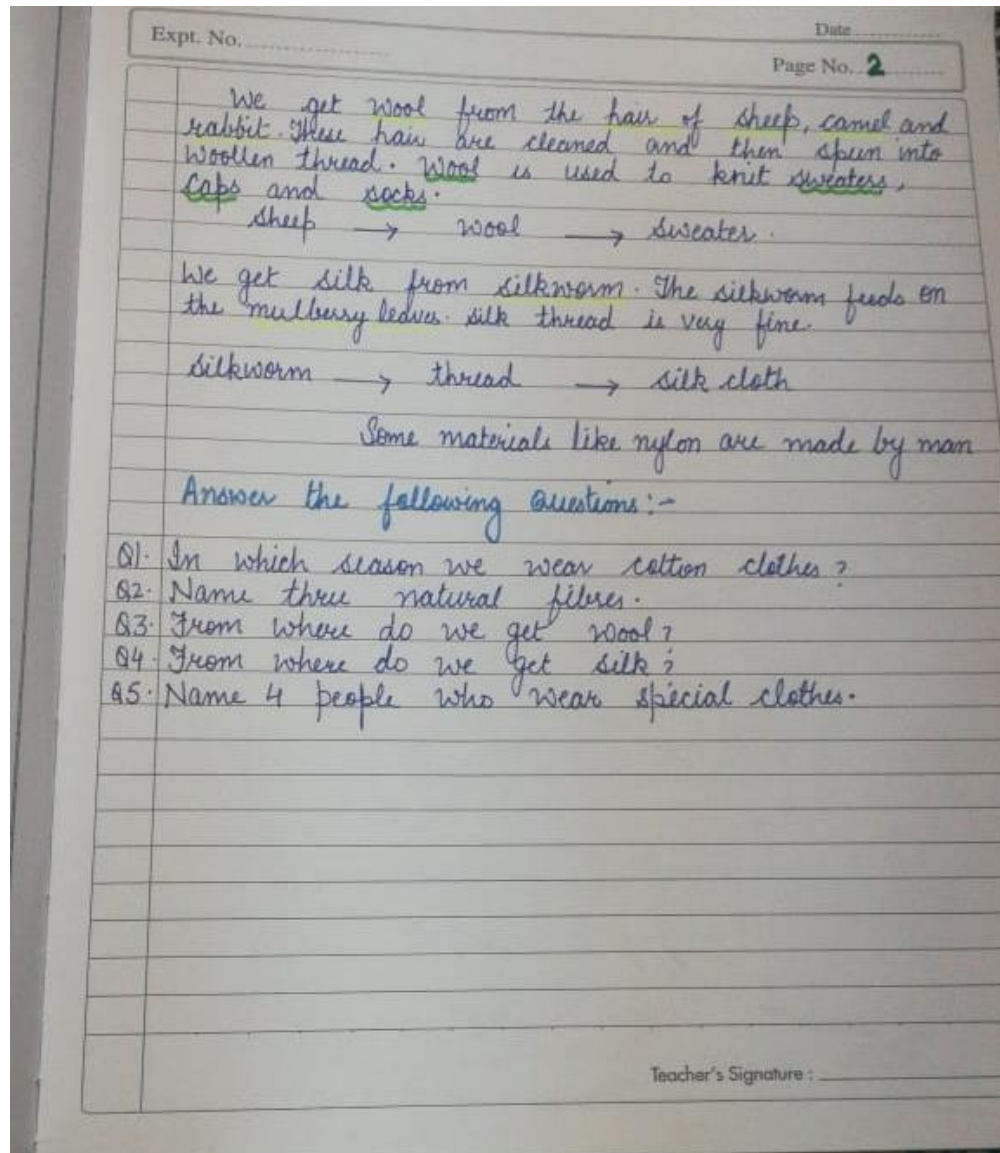 Expt. No.
Date
Page No. 2
We get wool from the hair of sheep, camel and
rabbit. These hair are cleaned and then spun into
woollen thread. Wool is used to knit sweaters,
caps and socks.
sheep → wool → sweater.
We get silk from silkworm. The silkworm feeds on
the mulberry leaves. silk thread is very fine.
silkworm → thread → silk cloth
Some materials like nylon are made by man
Answer the following Questions:-
Q1. In which season we wear cottion clothes?
Q2. Name three natural fibres.
Q3. From where do we get wool?
Q4. From where do we get silk?
Q5. Name 4 people who wear special clothes.
Teacher's Signature :